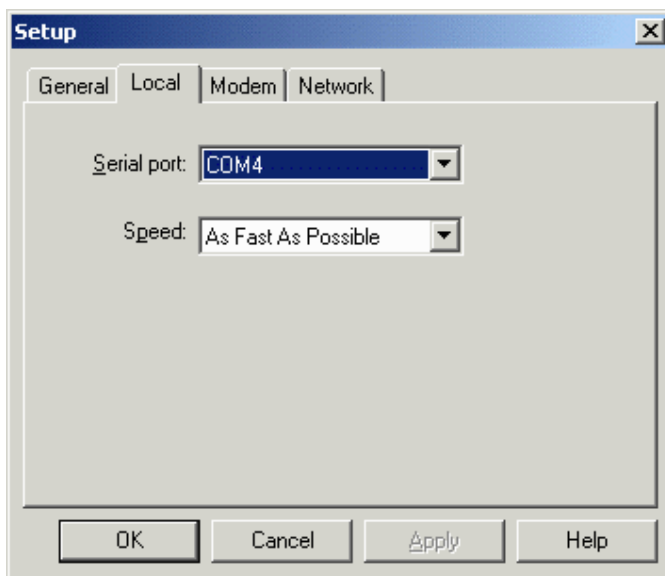 Setup
General Local Modem Network
Serial port: COM4
Speed: As Fast As Possible
OK Cancel Apply Help